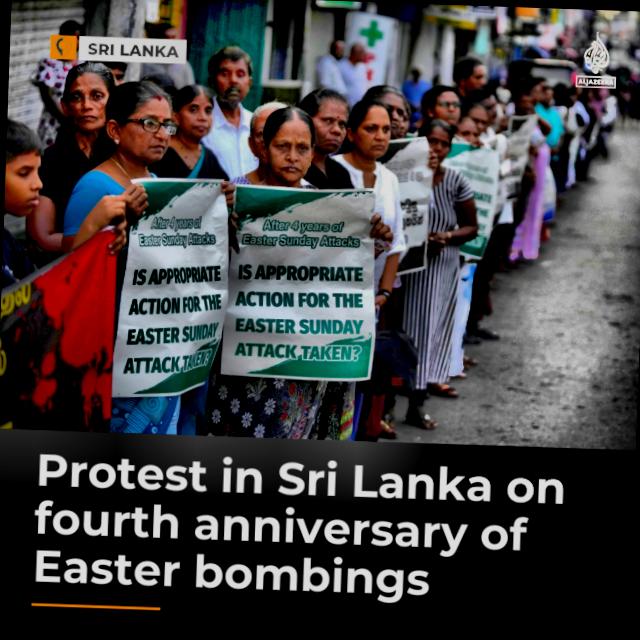 SRI LANKA
ALJAZEERA
After 4 years of
Easter Sunday Attacks
IS APPROPRIATE
ACTION FOR THE
EASTER SUNDAY
ATTACK TAKEN?
After 4 years of
Easter Sunday Attacks
IS APPROPRIATE
ACTION FOR THE
EASTER SUNDAY
ATTACK TAKEN?
Protest in Sri Lanka on
fourth anniversary of
Easter bombings